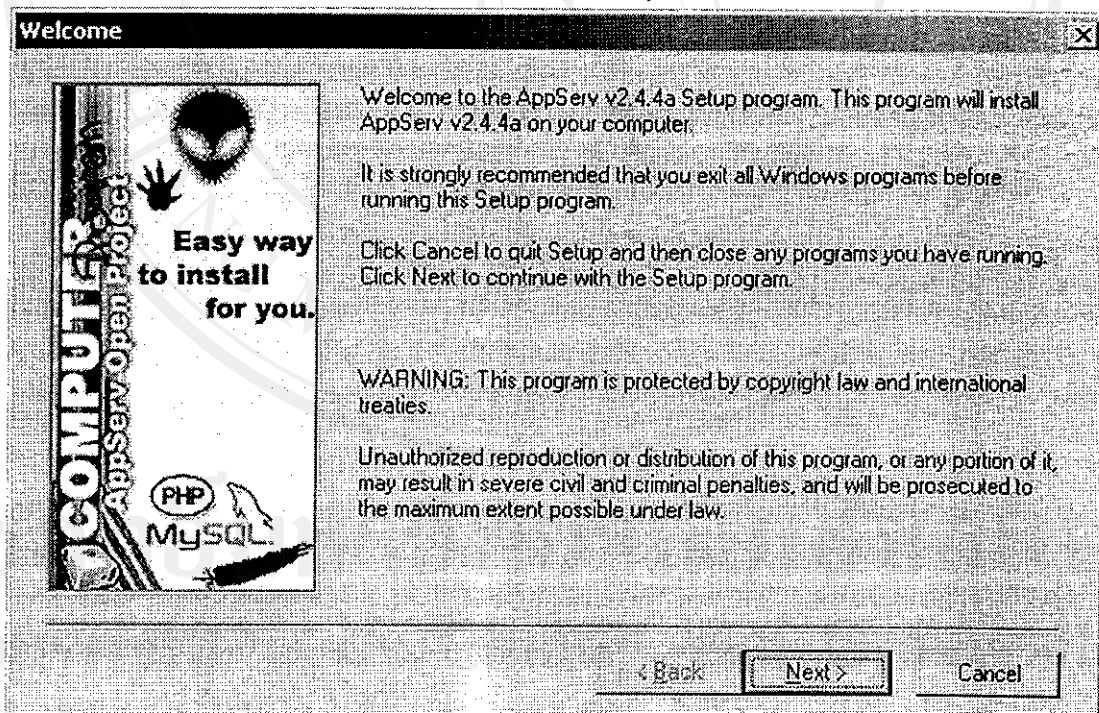 Welcome
Welcome to the AppServ v2.4.4a Setup program. This program will install
AppServ v2.4.4a on your computer.
It is strongly recommended that you exit all Windows programs before
running this Setup program.
Click Cancel to quit Setup and then close any programs you have running.
Click Next to continue with the Setup program.
WARNING: This program is protected by copyright law and international
treaties.
Unauthorized reproduction or distribution of this program, or any portion of it,
may result in severe civil and criminal penalties, and will be prosecuted to
the maximum extent possible under law.
COMPUTER
AppServ Open Project
Easy way
to install
for you.
PHP
MySQL
< Back
Next >
Cancel